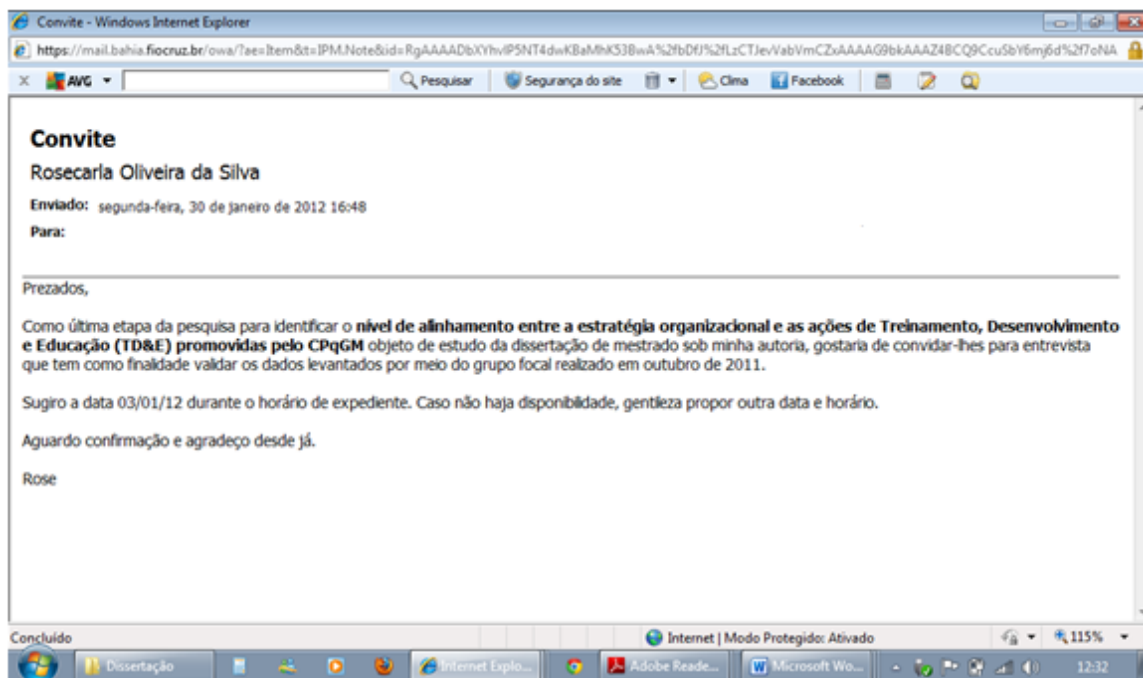 Convite - Windows Internet Explorer
AVG
Pesquisar
Segurança do site
Clima
Facebook
Convite
Rosecarla Oliveira da Silva
Enviado: segunda-feira, 30 de janeiro de 2012 16:48
Para:
Prezados,
Como última etapa da pesquisa para identificar o nível de alinhamento entre a estratégia organizacional e as ações de Treinamento, Desenvolvimento
e Educação (TD&E) promovidas pelo CPqGM objeto de estudo da dissertação de mestrado sob minha autoria, gostaria de convidar-lhes para entrevista
que tem como finalidade validar os dados levantados por meio do grupo focal realizado em outubro de 2011.
Sugiro a data 03/01/12 durante o horário de expediente. Caso não haja disponibilidade, gentileza propor outra data e horário.
Aguardo confirmação e agradeço desde já.
Rose
Concluído
Internet | Modo Protegido: Ativado
115%
Dissertação
Internet Explo...
Adobe Reade...
Microsoft Wo...
12:32